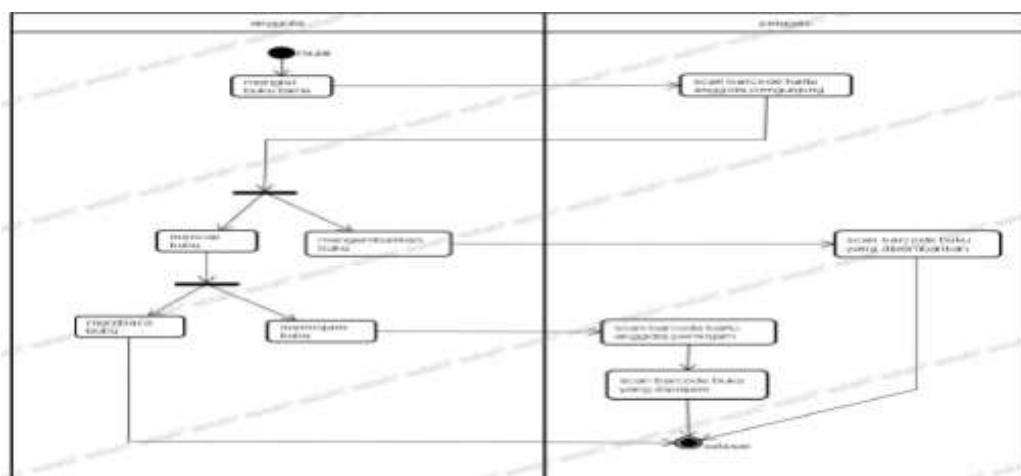 anggota
petugas
mulai
mengisi
buku tamu
scan barcode kartu
anggota pengunjung
mencari
buku
mengembalikan
buku
scan barcode buku
yang dikembalikan
membaca
buku
meminjam
buku
scan barcode kartu
anggota peminjam
scan barcode buku
yang dipinjam
selesai